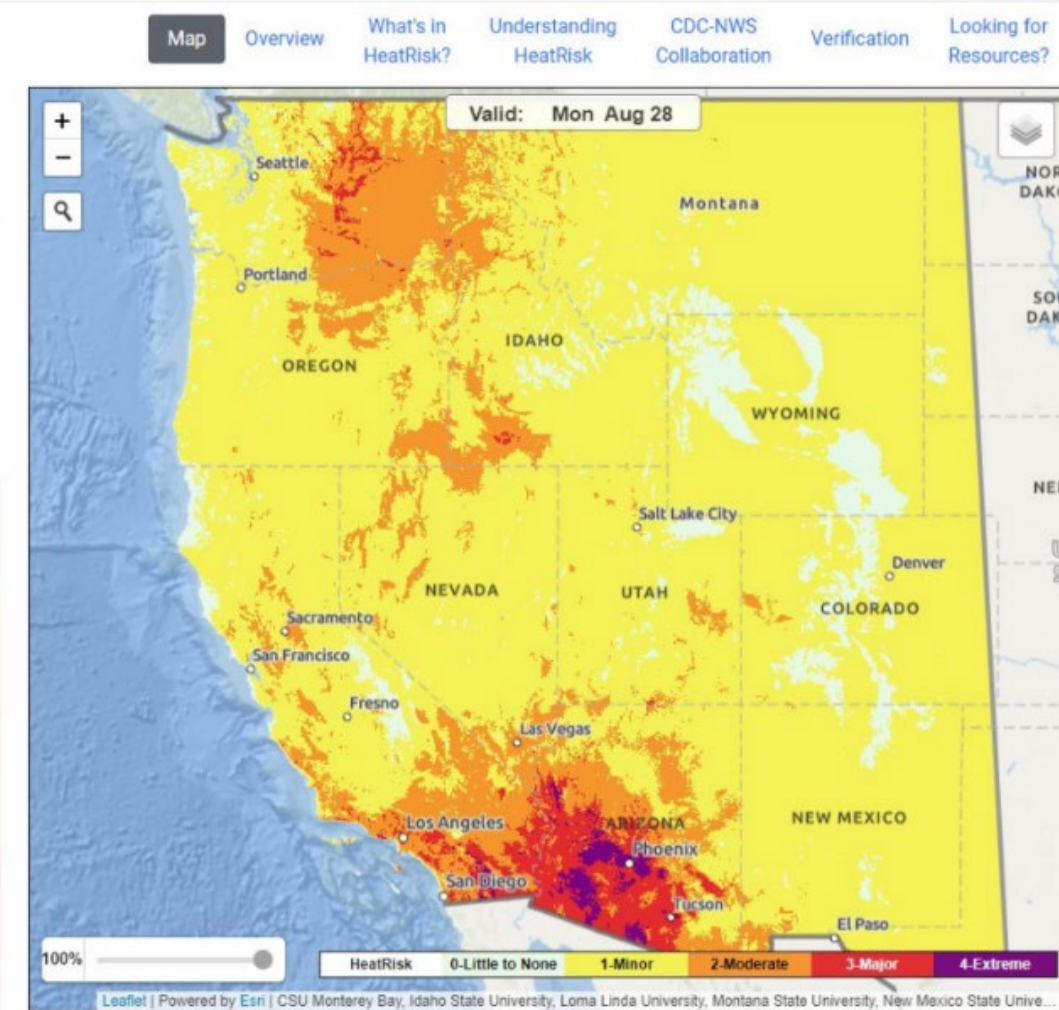 Map
Overview
What's in
HeatRisk?
Understanding
HeatRisk
CDC-NWS
Collaboration
Verification
Looking for
Resources?
+
−
Valid: Mon Aug 28
Seattle
Montana
Portland
IDAHO
OREGON
WYOMING
Salt Lake City
Denver
NEVADA
UTAH
COLORADO
Sacramento
San Francisco
Fresno
Las Vegas
Los Angeles
ARIZONA
NEW MEXICO
Phoenix
San Diego
Tucson
El Paso
100%
HeatRisk 0-Little to None 1-Minor 2-Moderate 3-Major 4-Extreme
Leaflet | Powered by Esri | CSU Monterey Bay, Idaho State University, Loma Linda University, Montana State University, New Mexico State Unive...